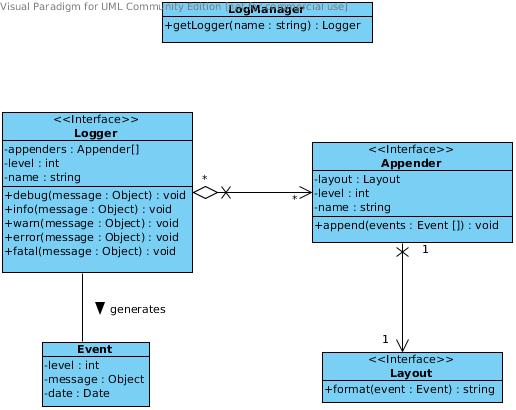 Visual Paradigm for UML Community Edition [not for commercial use]
LogManager
+getLogger(name : string) : Logger
<<Interface>>
Logger
-appenders : Appender[]
-level : int
-name : string
+debug(message : Object) : void
+info(message : Object) : void
+warn(message : Object) : void
+error(message : Object) : void
+fatal(message : Object) : void
*
*
<<Interface>>
Appender
-layout : Layout
-level : int
-name : string
+append(events : Event []) : void
1
1
generates
Event
-level : int
-message : Object
-date : Date
<<Interface>>
Layout
+format(event : Event) : string